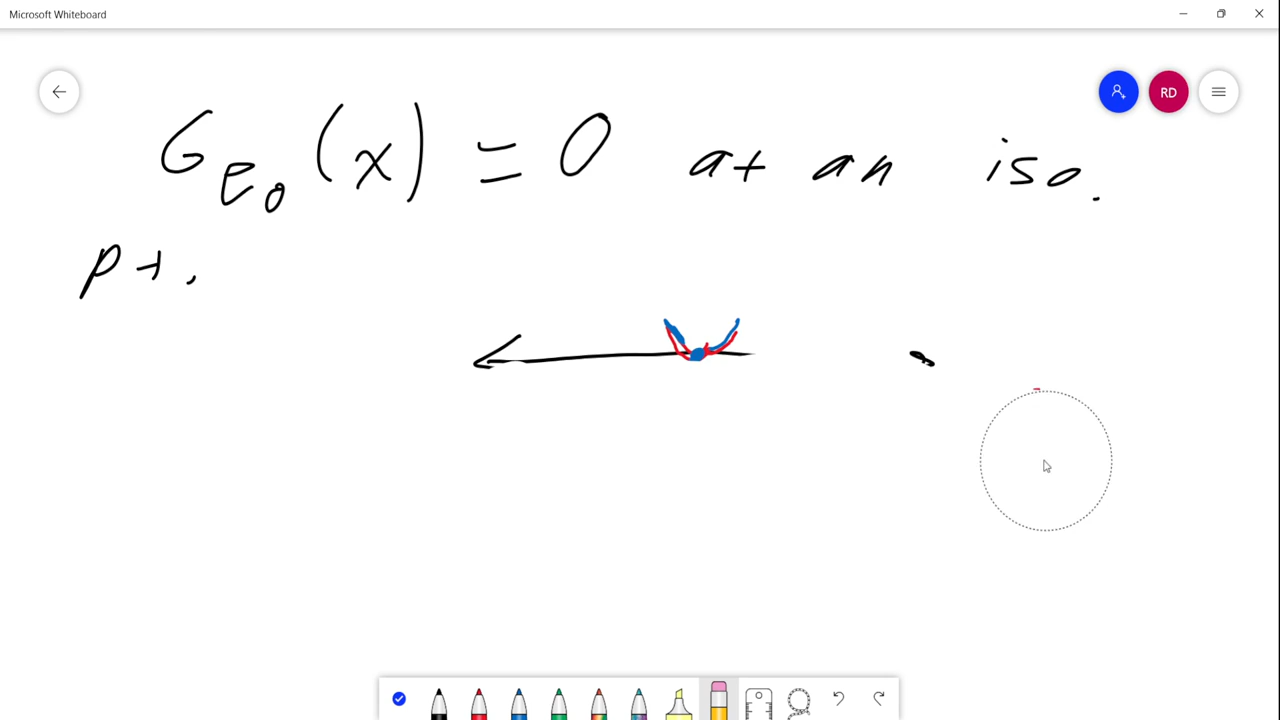 Microsoft Whiteboard
RD
G_{E_0}(x) = 0 at an iso.
pt.